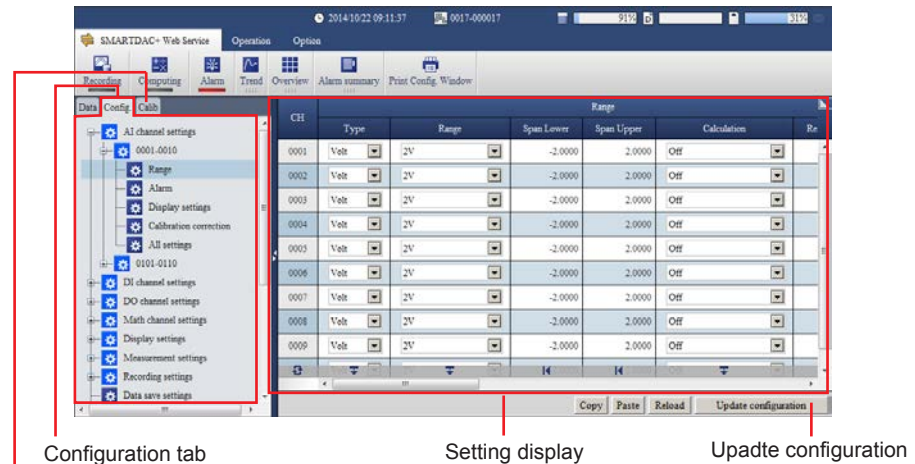 2014/10/22 09:11:37 0017-000017 91% D 31%
SMARTDAC+ Web Service Operation Option
Recording Computing Alarm Trend Overview Alarm summary Print Config. Window
Data Config. Calib
AI channel settings
0001-0010
Range
Alarm
Display settings
Calibration correction
All settings
0101-0110
DI channel settings
DO channel settings
Math channel settings
Display settings
Measurement settings
Recording settings
Data save settings
CH Range
Type Range Span Lower Span Upper Calculation Re
0001 Volt 2V -2.0000 2.0000 Off
0002 Volt 2V -2.0000 2.0000 Off
0003 Volt 2V -2.0000 2.0000 Off
0004 Volt 2V -2.0000 2.0000 Off
0005 Volt 2V -2.0000 2.0000 Off
0006 Volt 2V -2.0000 2.0000 Off
0007 Volt 2V -2.0000 2.0000 Off
0008 Volt 2V -2.0000 2.0000 Off
0009 Volt 2V -2.0000 2.0000 Off
Copy Paste Reload Update configuration
Configuration tab Setting display Upadte configuration